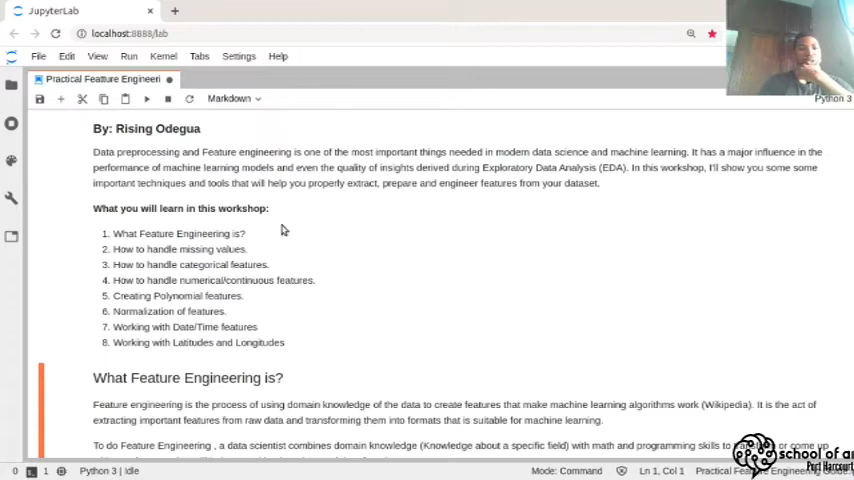 JupyterLab
localhost:8888/lab
File Edit View Run Kernel Tabs Settings Help
Practical Featture Engineeri
Markdown
Python 3
By: Rising Odegua
Data preprocessing and Feature engineering is one of the most important things needed in modern data science and machine learning. It has a major influence in the
performance of machine learning models and even the quality of insights derived during Exploratory Data Analysis (EDA). In this workshop, I'll show you some some
important techniques and tools that will help you properly extract, prepare and engineer features from your dataset.
What you will learn in this workshop:
1. What Feature Engineering is?
2. How to handle missing values.
3. How to handle categorical features.
4. How to handle numerical/continuous features.
5. Creating Polynomial features.
6. Normalization of features.
7. Working with Date/Time features
8. Working with Latitudes and Longitudes
What Feature Engineering is?
Feature engineering is the process of using domain knowledge of the data to create features that make machine learning algorithms work (Wikipedia). It is the act of
extracting important features from raw data and transforming them into formats that is suitable for machine learning.
To do Feature Engineering , a data scientist combines domain knowledge (Knowledge about a specific field) with math and programming skills to or come up
school of
Port Harcourt
0 1 Python 3 | Idle Mode: Command Ln 1, Col 1 Practical Engineering